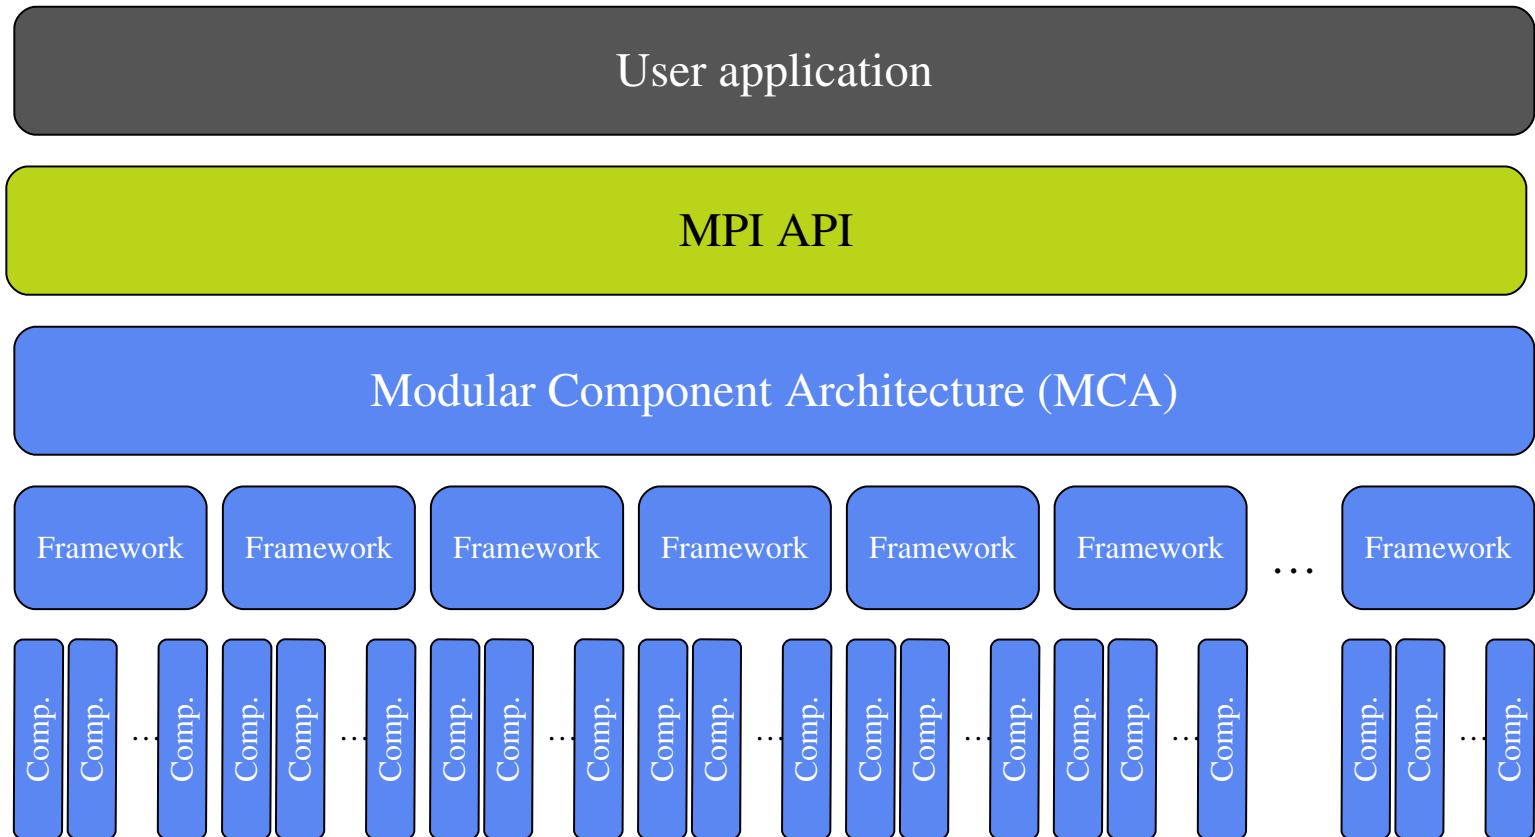 User application
MPI API
Modular Component Architecture (MCA)
Framework Framework Framework Framework Framework Framework ... Framework
Comp. Comp. ... Comp. Comp. Comp. ... Comp. Comp. Comp. ... Comp. Comp. Comp. ... Comp. Comp. Comp. ... Comp. Comp. Comp. ... Comp. Comp. Comp. ... Comp.